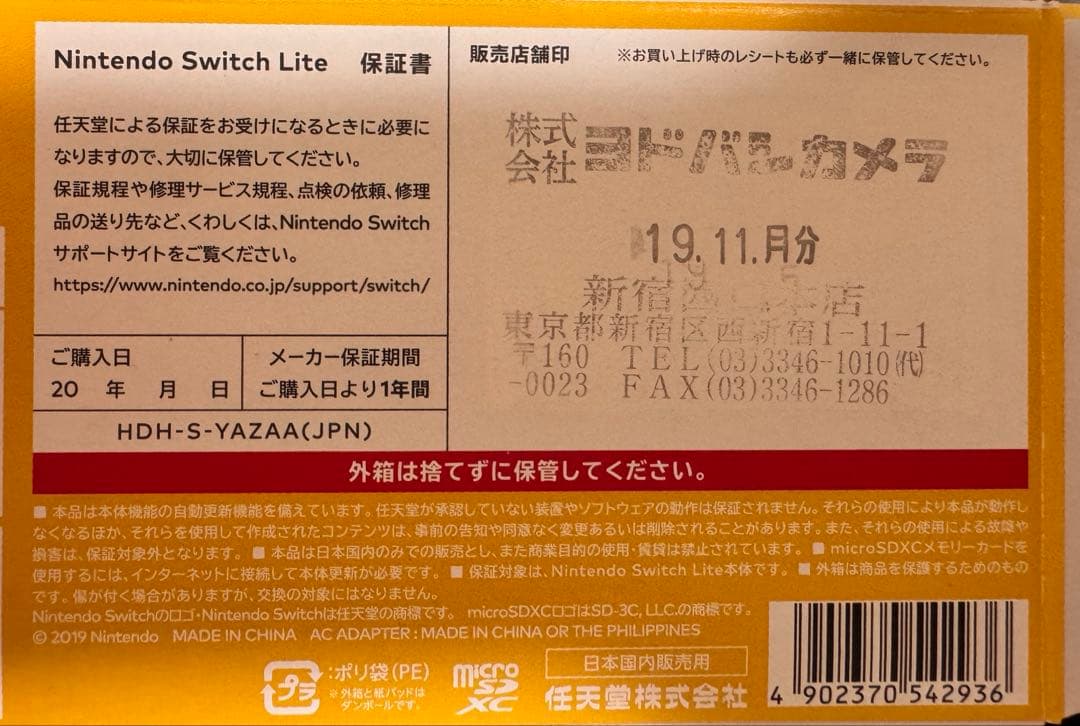 Nintendo Switch Lite 保証書
任天堂による保証をお受けになるときに必要に
なりますので、大切に保管してください。
保証規程や修理サービス規程、点検の依頼、修理
品の送り先など、くわしくは、Nintendo Switch
サポートサイトをご覧ください。
https://www.nintendo.co.jp/support/switch/
ご購入日
20 年 月 日
メーカー保証期間
ご購入日より1年間
HDH-S-YAZAA(JPN)
販売店舗印 ※お買い上げ時のレシートも必ず一緒に保管してください。
株式会社ヨドバシカメラ
19.11.月分
新宿 本店
東京都新宿区西新宿1-11-1
〒160 TEL(03)3346-1010(代)
-0023 FAX(03)3346-1286
外箱は捨てずに保管してください。
■ 本品は本体機能の自動更新機能を備えています。任天堂が承認していない装置やソフトウェアの動作は保証されません。それらの使用により本品が動作し
なくなるほか、それらを使用して作成されたコンテンツは、事前の告知や同意なく変更あるいは削除されることがあります。また、それらの使用による故障や
損害は、保証対象外となります。 ■ 本品は日本国内のみでの販売とし、また商業目的の使用・賃貸は禁止されています。 ■ microSDXCメモリーカードを
使用するには、インターネットに接続して本体更新が必要です。 ■ 保証対象は、Nintendo Switch Lite本体です。 ■ 外箱は商品を保護するためのもの
です。傷が付く場合がありますが、交換の対象にはなりません。
Nintendo Switchのロゴ・Nintendo Switchは任天堂の商標です。 microSDXCロゴはSD-3C, LLC.の商標です。
© 2019 Nintendo MADE IN CHINA AC ADAPTER : MADE IN CHINA OR THE PHILIPPINES
プラ
:ポリ袋(PE)
※外箱と紙パッドは
ダンボールです。
micro
SD
XC
日本国内販売用
任天堂株式会社
4 902370 542936